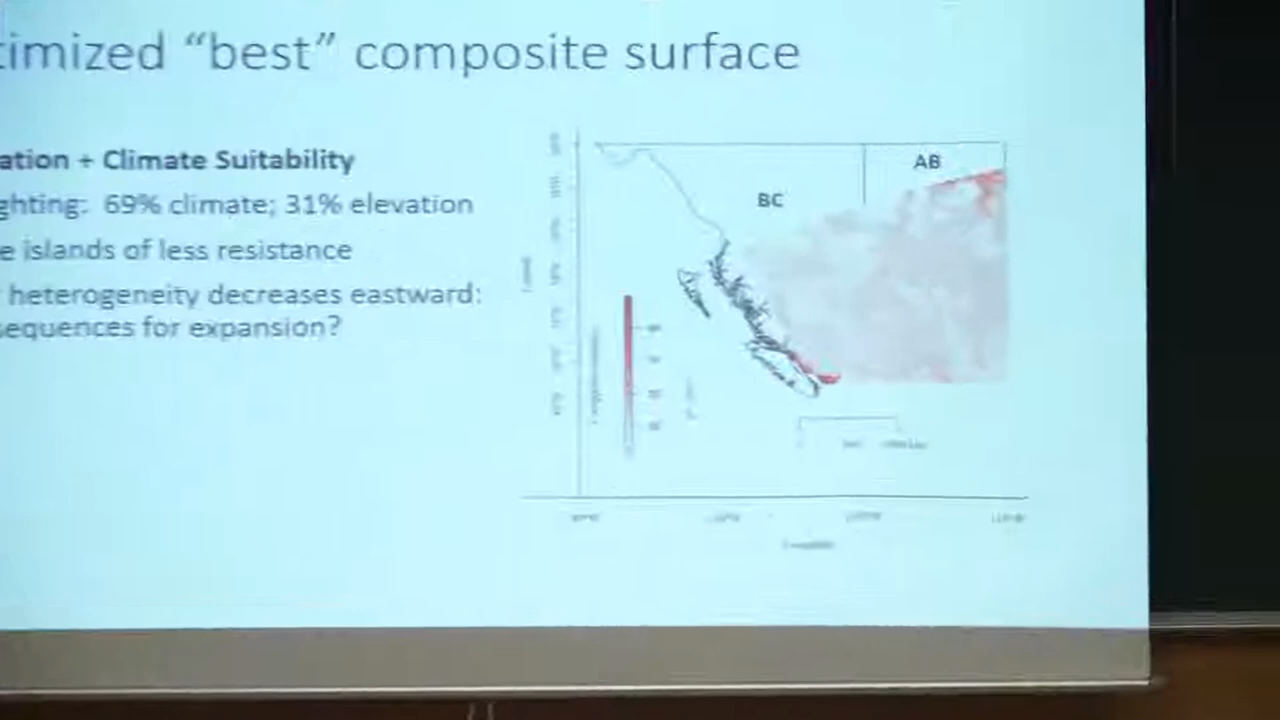 timized “best” composite surface
ation + Climate Suitability
ghting: 69% climate; 31% elevation
e islands of less resistance
heterogeneity decreases eastward:
sequences for expansion?
AB
BC